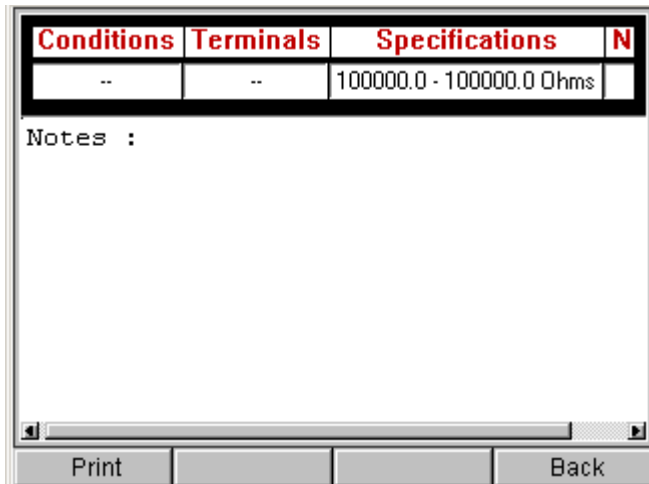 Conditions Terminals Specifications N
-- -- 100000.0 - 100000.0 Ohms
Notes :
Print Back